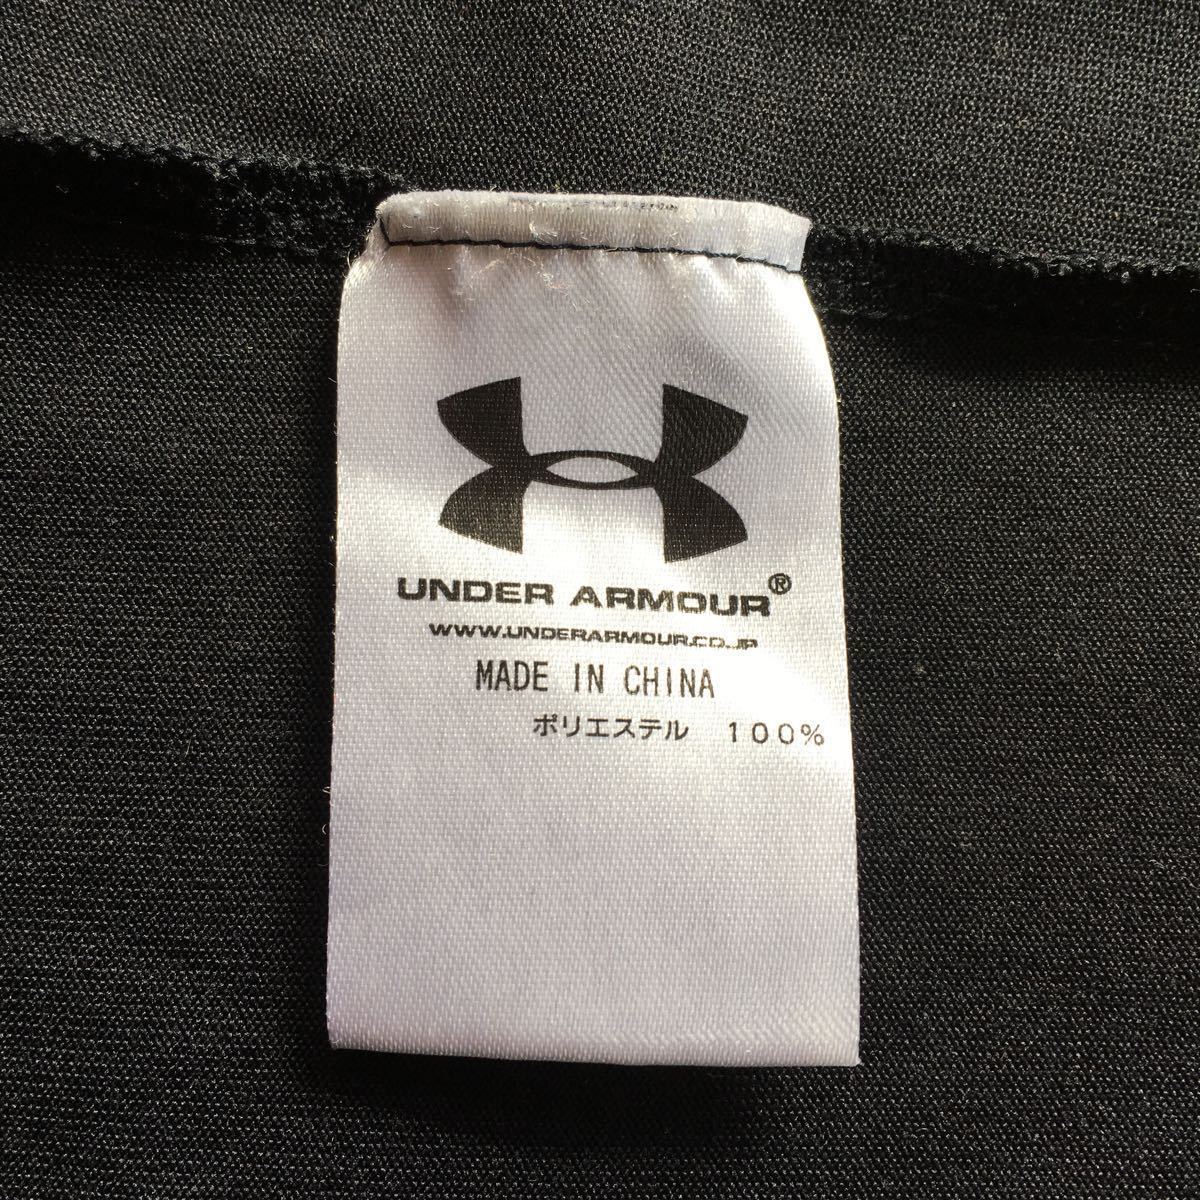 UNDER ARMOUR®
WWW.UNDERARMOUR.CO.JP
MADE IN CHINA
ポリエステル 100%